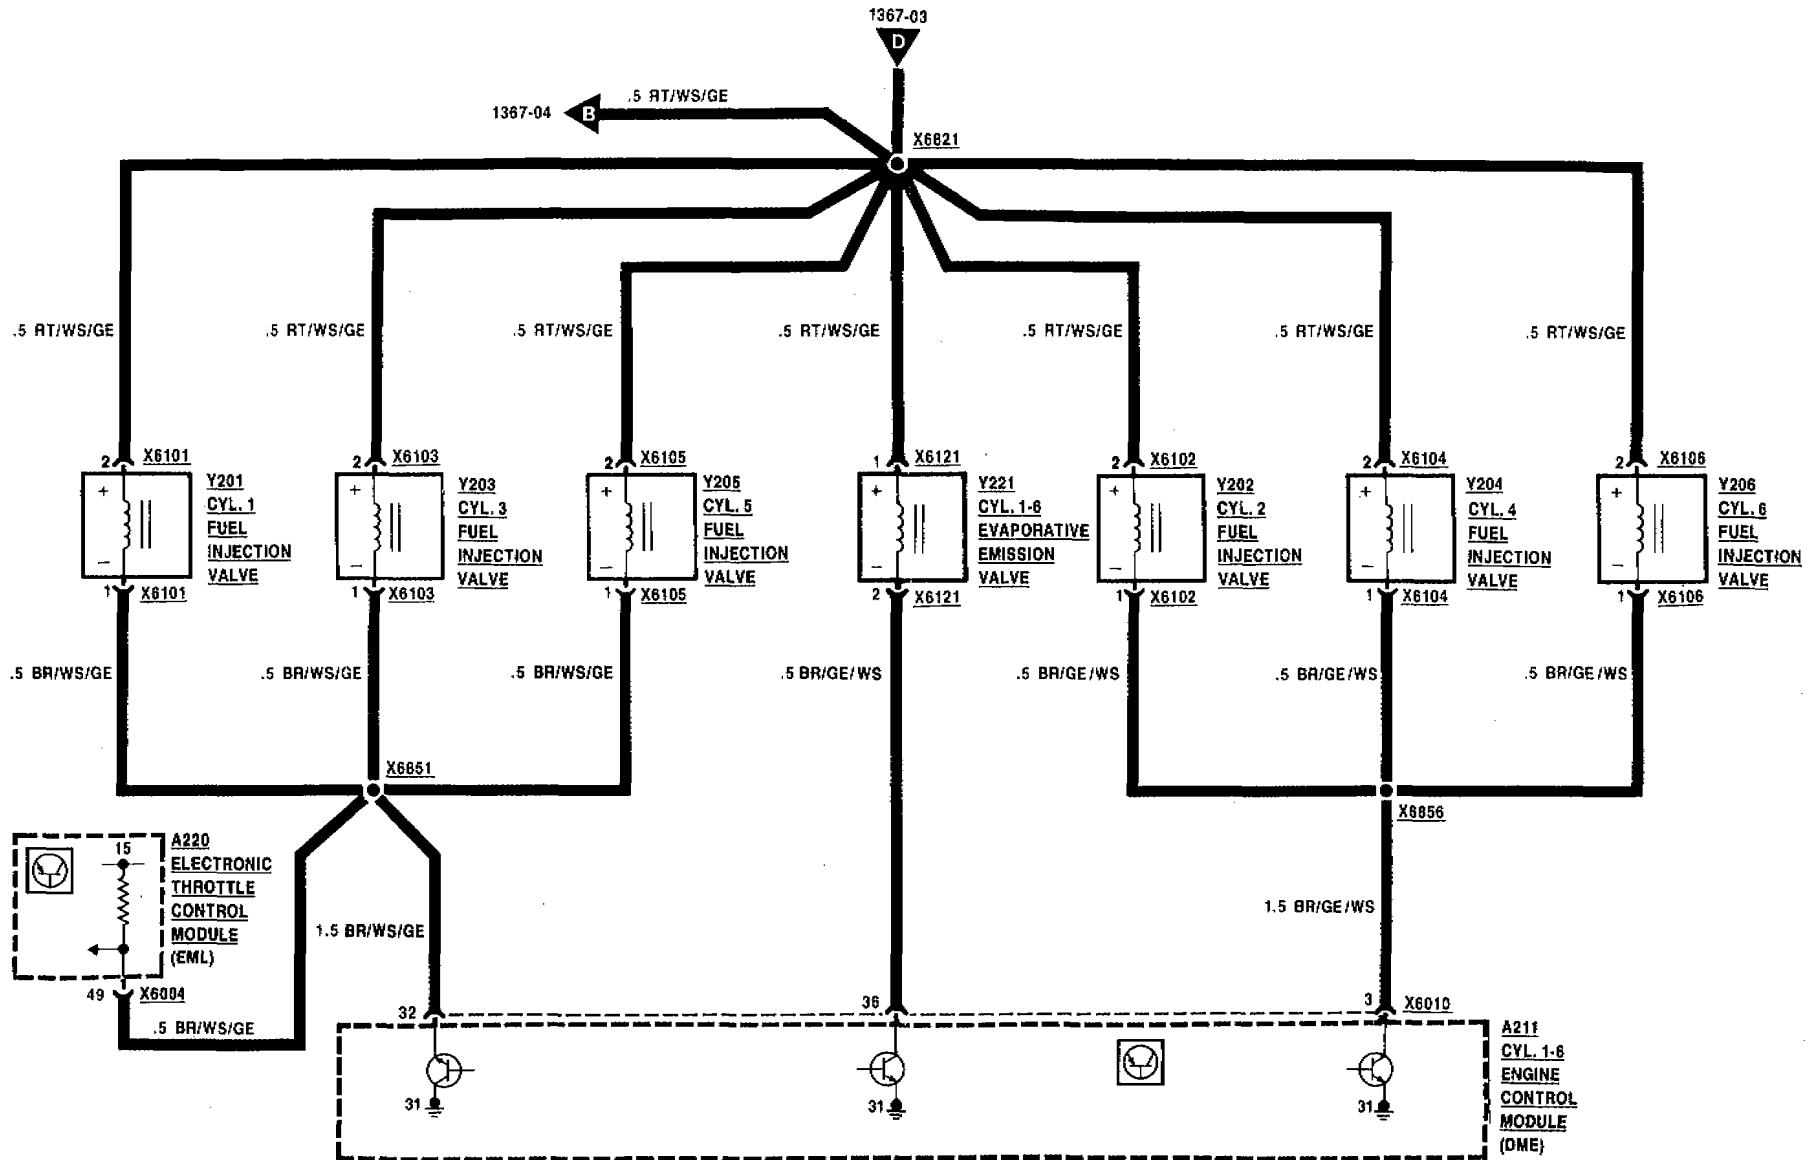 1367-03
D
.5 RT/WS/GE
1367-04
B
X6821
.5 RT/WS/GE
.5 RT/WS/GE
.5 RT/WS/GE
.5 RT/WS/GE
.5 RT/WS/GE
.5 RT/WS/GE
.5 RT/WS/GE
2 X6101
2 X6103
2 X6105
1 X6121
2 X6102
2 X6104
2 X6106
+
−
Y201
CYL. 1
FUEL
INJECTION
VALVE
+
−
Y203
CYL. 3
FUEL
INJECTION
VALVE
+
−
Y205
CYL. 5
FUEL
INJECTION
VALVE
+
−
Y221
CYL. 1-6
EVAPORATIVE
EMISSION
VALVE
+
−
Y202
CYL. 2
FUEL
INJECTION
VALVE
+
−
Y204
CYL. 4
FUEL
INJECTION
VALVE
+
−
Y206
CYL. 6
FUEL
INJECTION
VALVE
1 X6101
1 X6103
1 X6105
2 X6121
1 X6102
1 X6104
1 X6106
.5 BR/WS/GE
.5 BR/WS/GE
.5 BR/WS/GE
.5 BR/GE/WS
.5 BR/GE/WS
.5 BR/GE/WS
.5 BR/GE/WS
X6851
X6856
15
A220
ELECTRONIC
THROTTLE
CONTROL
MODULE
(EML)
1.5 BR/WS/GE
1.5 BR/GE/WS
49 X6004
.5 BR/WS/GE
32
36
3 X6010
31
31
31
A211
CYL. 1-6
ENGINE
CONTROL
MODULE
(DME)